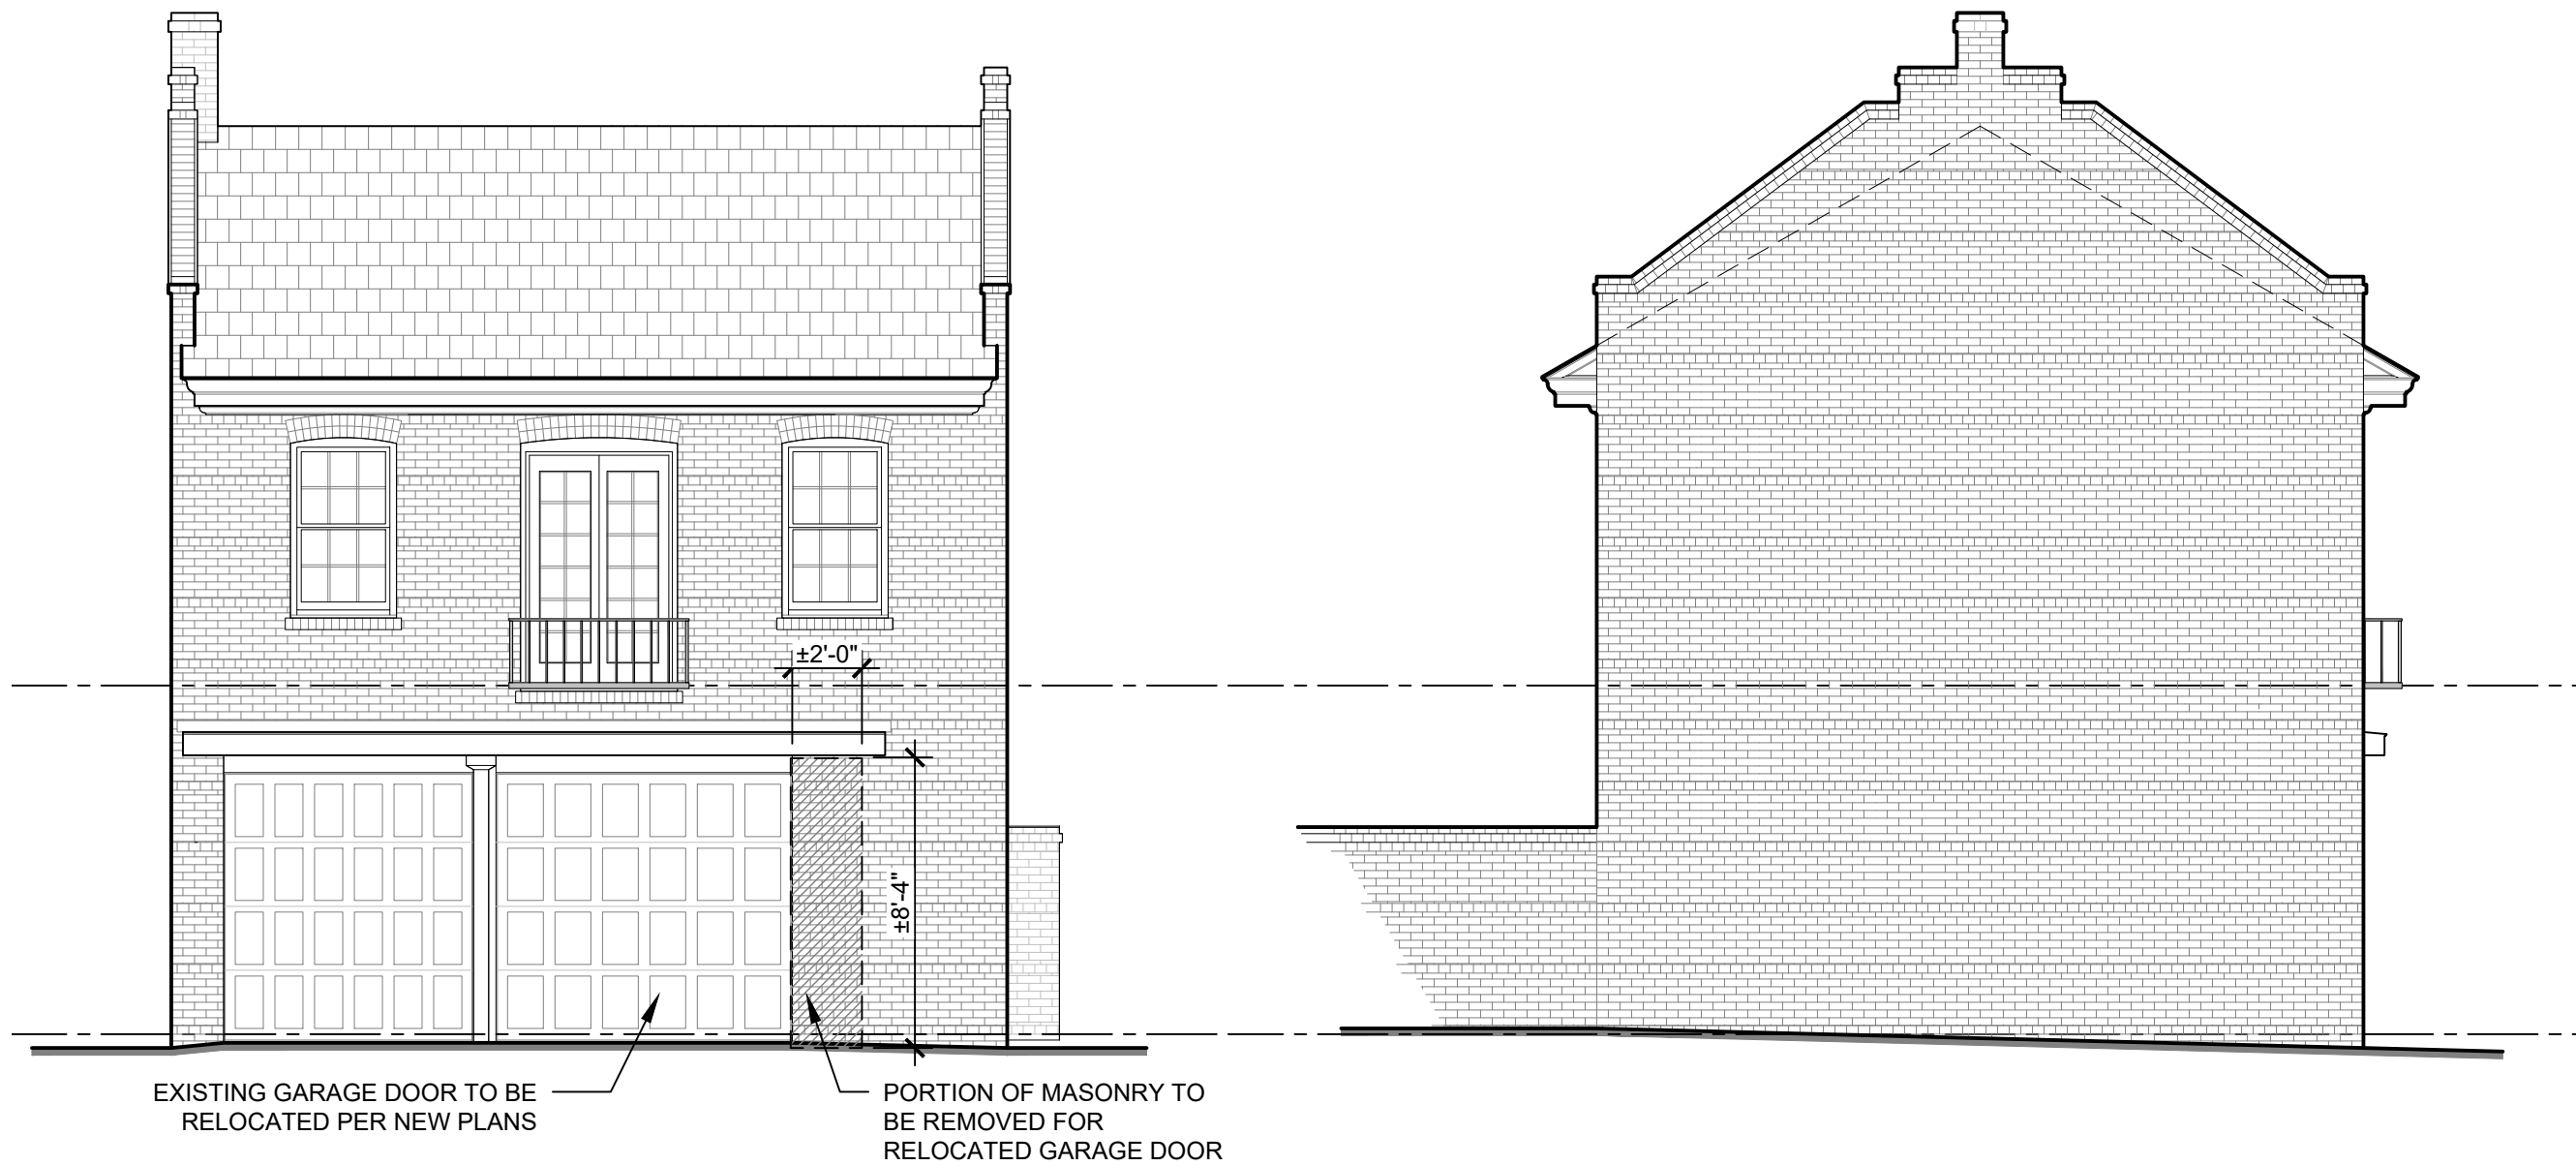 ±2'-0"
±8'-4"
EXISTING GARAGE DOOR TO BE
RELOCATED PER NEW PLANS
PORTION OF MASONRY TO
BE REMOVED FOR
RELOCATED GARAGE DOOR